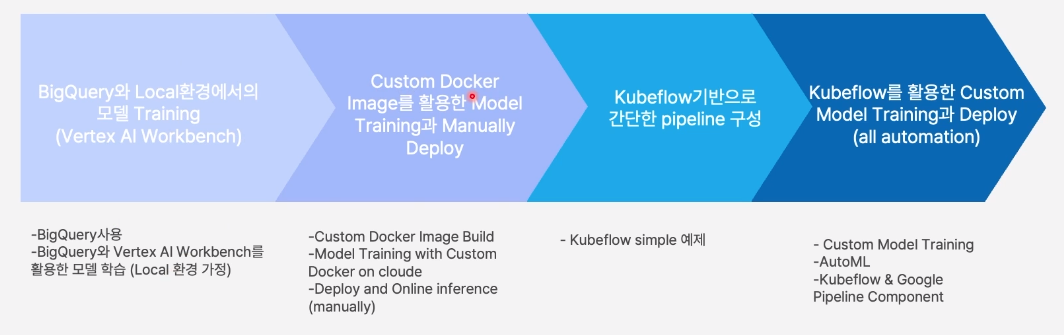 BigQuery와 Local환경에서의
모델 Training
(Vertex AI Workbench)
Custom Docker
Image를 활용한 Model
Training과 Manually
Deploy
Kubeflow기반으로
간단한 pipeline 구성
Kubeflow를 활용한 Custom
Model Training과 Deploy
(all automation)
-BigQuery사용
-BigQuery와 Vertex AI Workbench를
활용한 모델 학습 (Local 환경 가정)
-Custom Docker Image Build
-Model Training with Custom
Docker on cloude
-Deploy and Online inference
(manually)
- Kubeflow simple 예제
- Custom Model Training
-AutoML
-Kubeflow & Google
Pipeline Component